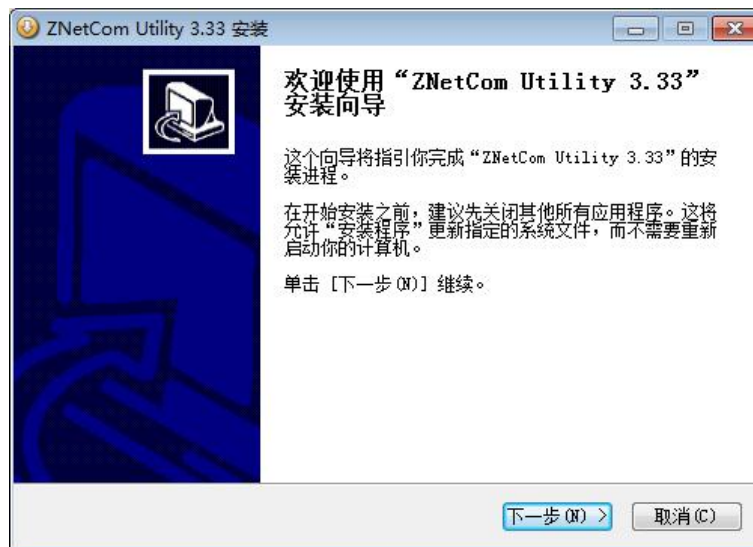 ZNetCom Utility 3.33 安装
欢迎使用“ZNetCom Utility 3.33”
安装向导
这个向导将指引你完成“ZNetCom Utility 3.33”的安
装进程。
在开始安装之前，建议先关闭其他所有应用程序。这将
允许“安装程序”更新指定的系统文件，而不需要重新
启动你的计算机。
单击 [下一步(N)] 继续。
下一步(N) >
取消(C)